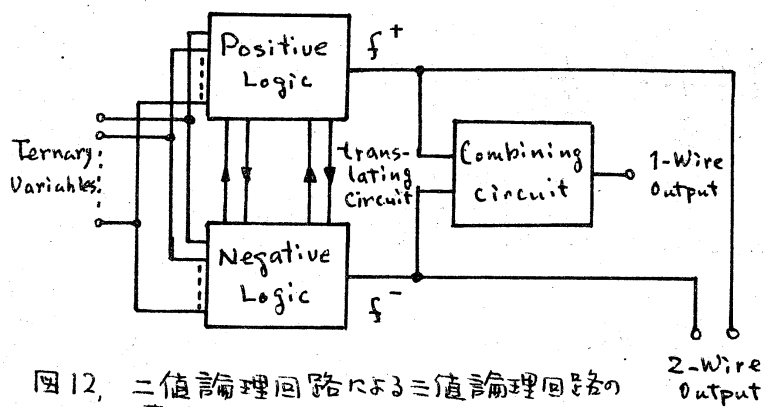 Positive
Logic
f+
Ternary
Variables
trans-
lating
Circuit
Combining
Circuit
1-Wire
Output
Negative
Logic
f-
2-Wire
Output
図12, 二値論理回路による三値論理回路の